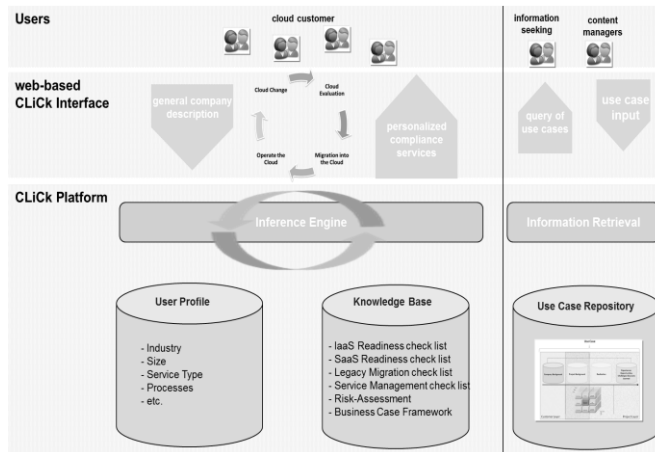 Users
cloud customer
information
seeking
content
managers
web-based
CLiCk Interface
general company
description
Cloud Change
Cloud
Evaluation
Operate the
Cloud
Migration into
the Cloud
personalized
compliance
services
query of
use cases
use case
input
CLiCk Platform
Inference Engine
Information Retrieval
User Profile
- Industry
- Size
- Service Type
- Processes
- etc.
Knowledge Base
- IaaS Readiness check list
- SaaS Readiness check list
- Legacy Migration check list
- Service Management check list
- Risk-Assessment
- Business Case Framework
Use Case Repository